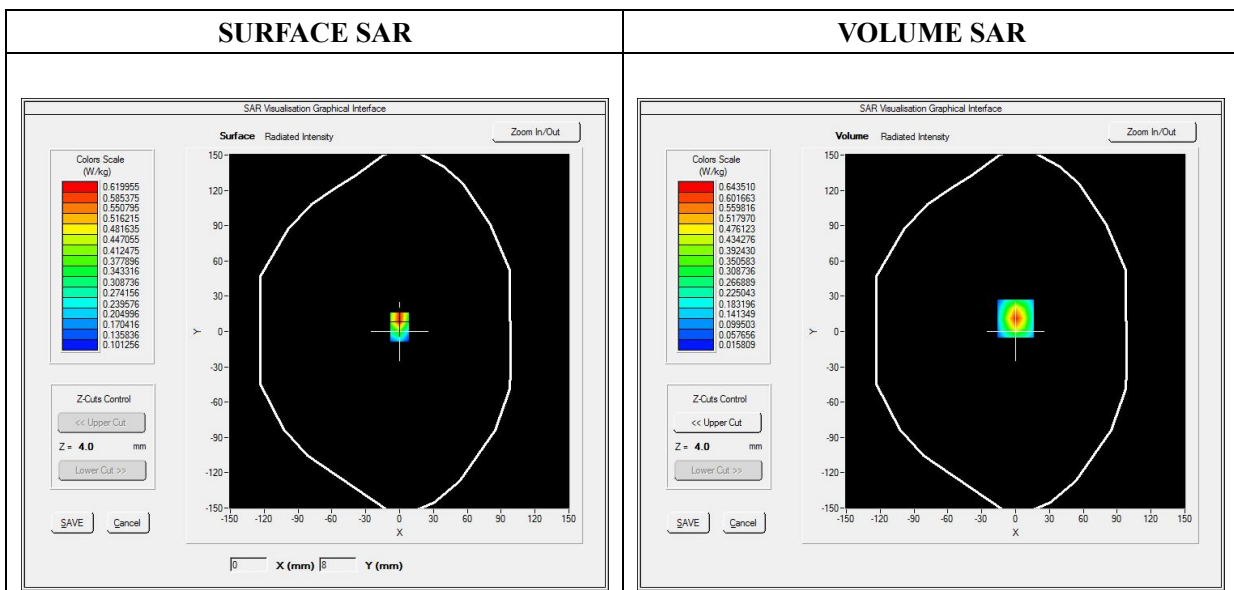 SURFACE SAR
VOLUME SAR
SAR Visualisation Graphical Interface
Surface Radiated Intensity
Zoom In/Out
Colors Scale
(W/kg)
0.619955
0.585375
0.550795
0.516215
0.481635
0.447055
0.412475
0.377896
0.343316
0.308736
0.274156
0.239576
0.204996
0.170416
0.135836
0.101256
Z-Cuts Control
<< Upper Cut
Z = 4.0 mm
Lower Cut >>
SAVE Cancel
150
120
90
60
30
0
-30
-60
-90
-120
-150
Y
-150 -120 -90 -60 -30 0 30 60 90 120 150
X
0 X (mm) 8 Y (mm)
SAR Visualisation Graphical Interface
Volume Radiated Intensity
Zoom In/Out
Colors Scale
(W/kg)
0.643510
0.601663
0.559816
0.517970
0.476123
0.434276
0.392430
0.350583
0.308736
0.266889
0.225043
0.183196
0.141349
0.099503
0.057656
0.015809
Z-Cuts Control
<< Upper Cut
Z = 4.0 mm
Lower Cut >>
SAVE Cancel
150
120
90
60
30
0
-30
-60
-90
-120
-150
Y
-150 -120 -90 -60 -30 0 30 60 90 120 150
X